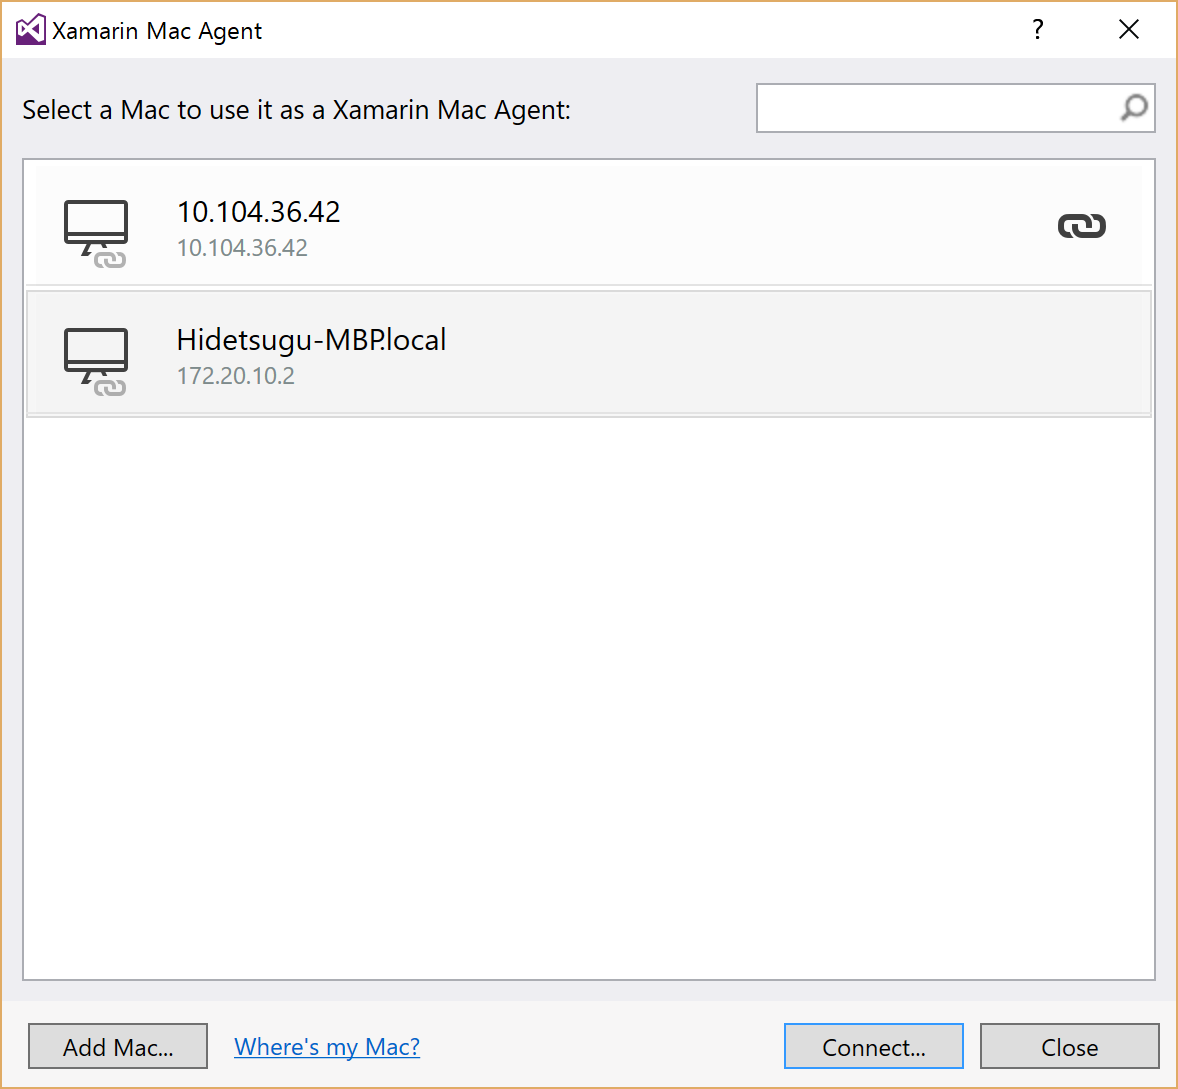 Xamarin Mac Agent
?
Select a Mac to use it as a Xamarin Mac Agent:
10.104.36.42
10.104.36.42
Hidetsugu-MBP.local
172.20.10.2
Add Mac...
Where's my Mac?
Connect...
Close